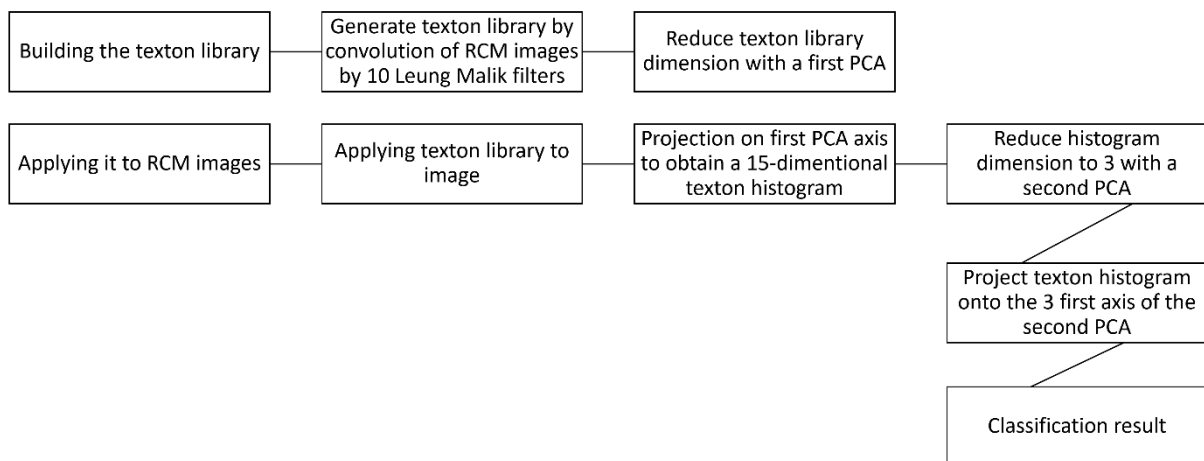 Building the texton library
Generate texton library by
convolution of RCM images
by 10 Leung Malik filters
Reduce texton library
dimension with a first PCA
Applying it to RCM images
Applying texton library to
image
Projection on first PCA axis
to obtain a 15-dimentional
texton histogram
Reduce histogram
dimension to 3 with a
second PCA
Project texton histogram
onto the 3 first axis of the
second PCA
Classification result